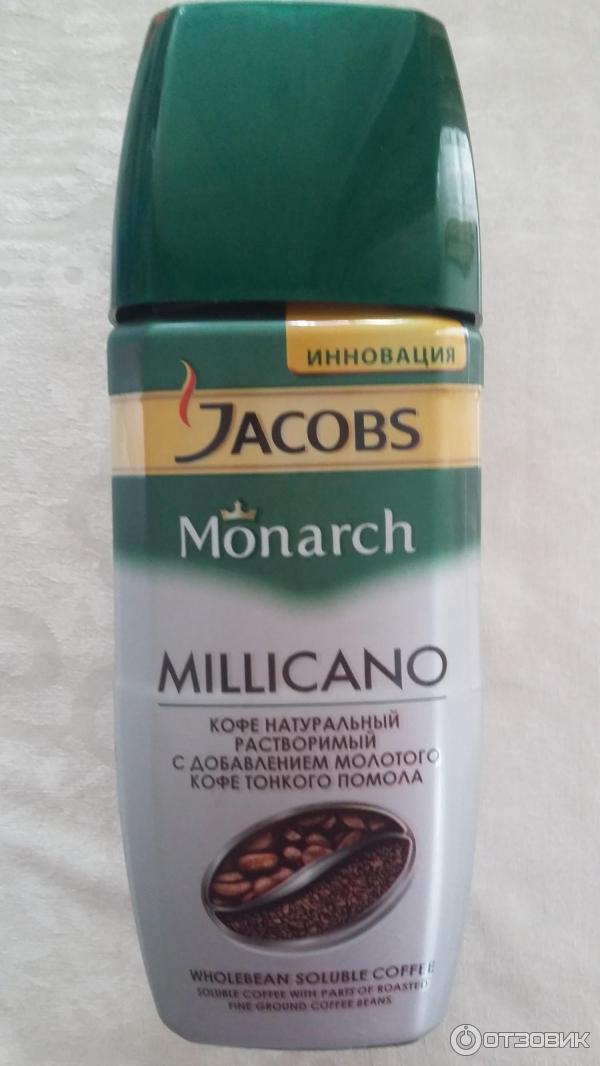 ИННОВАЦИЯ
JACOBS
Monarch
MILLICANO
КОФЕ НАТУРАЛЬНЫЙ
РАСТВОРИМЫЙ
С ДОБАВЛЕНИЕМ МОЛОТОГО
КОФЕ ТОНКОГО ПОМОЛА
WHOLEBEAN SOLUBLE COFFEE
SOLUBLE COFFEE WITH PARTS OF ROASTED
FINE GROUND COFFEE BEANS
ОТЗОВИК